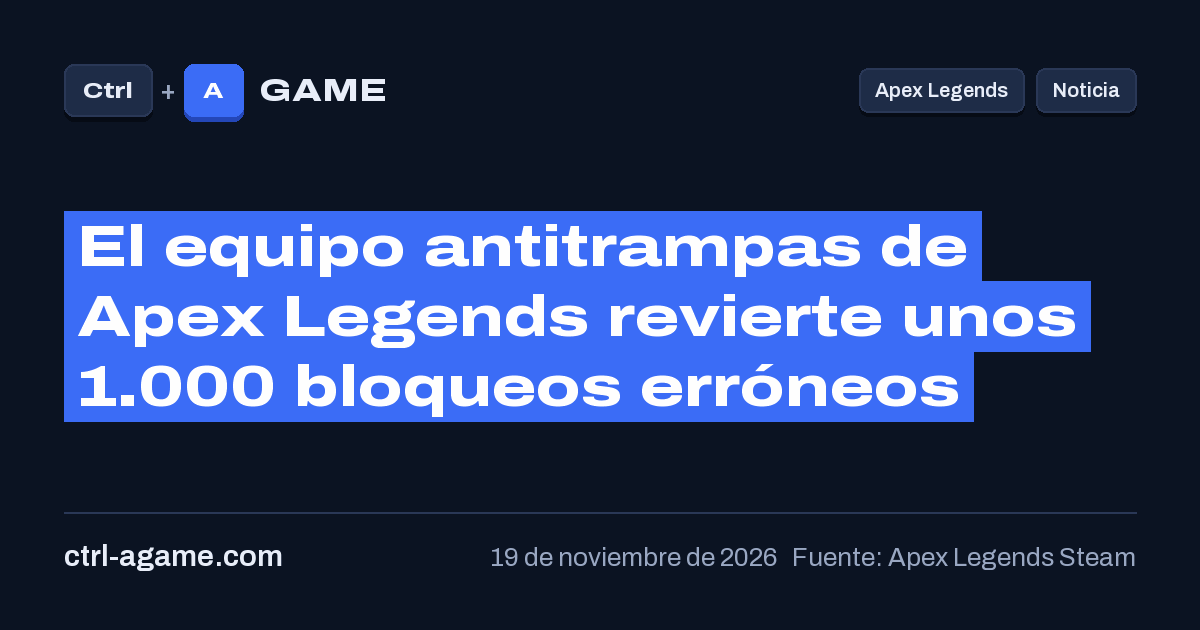 Ctrl + A GAME
Apex Legends Noticia
El equipo antitrampas de
Apex Legends revierte unos
1.000 bloqueos erróneos
ctrl-agame.com
19 de noviembre de 2026 Fuente: Apex Legends Steam